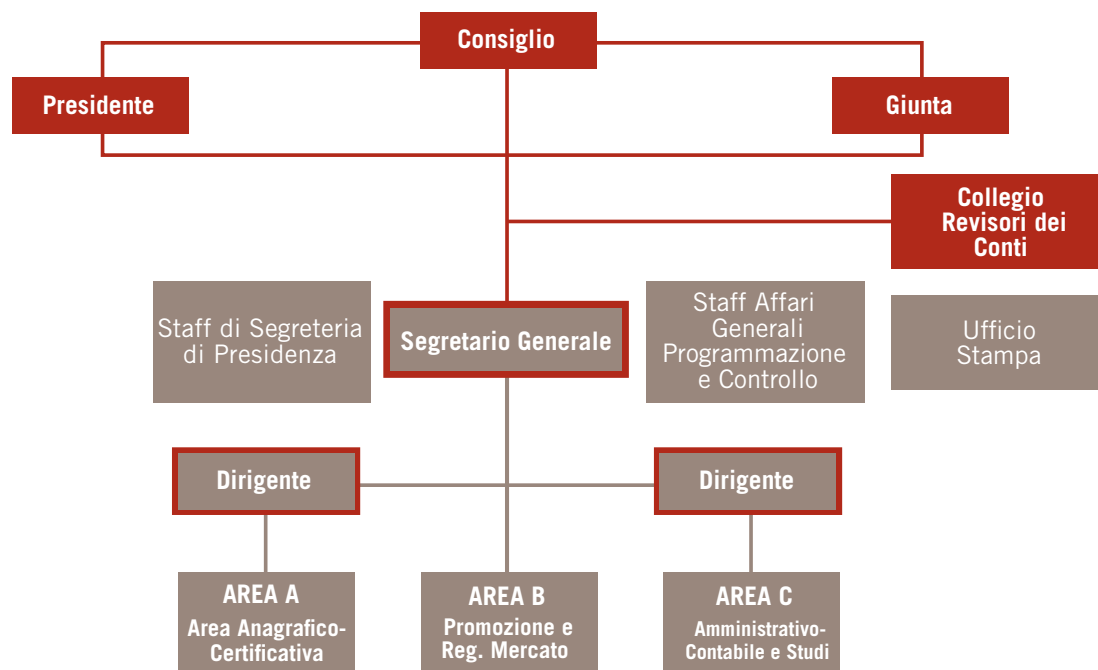 Consiglio
Presidente
Giunta
Collegio
Revisori dei
Conti
Staff di Segreteria
di Presidenza
Segretario Generale
Staff Affari
Generali
Programmazione
e Controllo
Ufficio
Stampa
Dirigente
Dirigente
AREA A
Area Anagrafico-
Certificativa
AREA B
Promozione e
Reg. Mercato
AREA C
Amministrativo-
Contabile e Studi